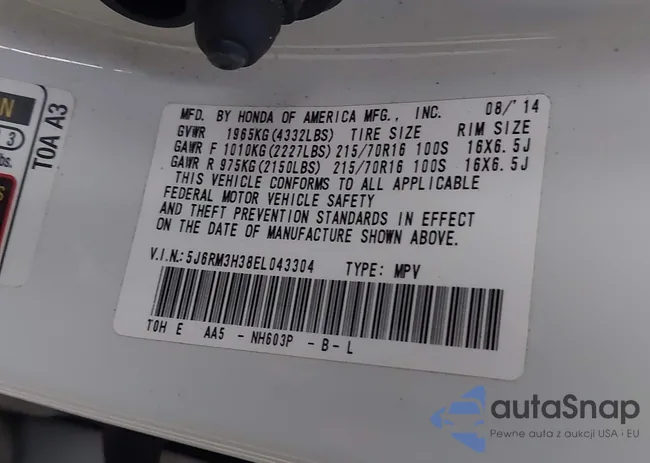 MFD. BY HONDA OF AMERICA MFG., INC. 08/'14
GVWR 1965KG(4332LBS) TIRE SIZE RIM SIZE
GAWR F 1010KG(2227LBS) 215/70R16 100S 16X6.5J
GAWR R 975KG(2150LBS) 215/70R16 100S 16X6.5J
THIS VEHICLE CONFORMS TO ALL APPLICABLE
FEDERAL MOTOR VEHICLE SAFETY
AND THEFT PREVENTION STANDARDS IN EFFECT
ON THE DATE OF MANUFACTURE SHOWN ABOVE.
V.I.N.: 5J6RM3H38EL043304 TYPE: MPV
T0H E AA5 - NH603P - B - L
T0A A3
N
3
bs.
S
autaSnap
Pewne auta z aukcji USA i EU